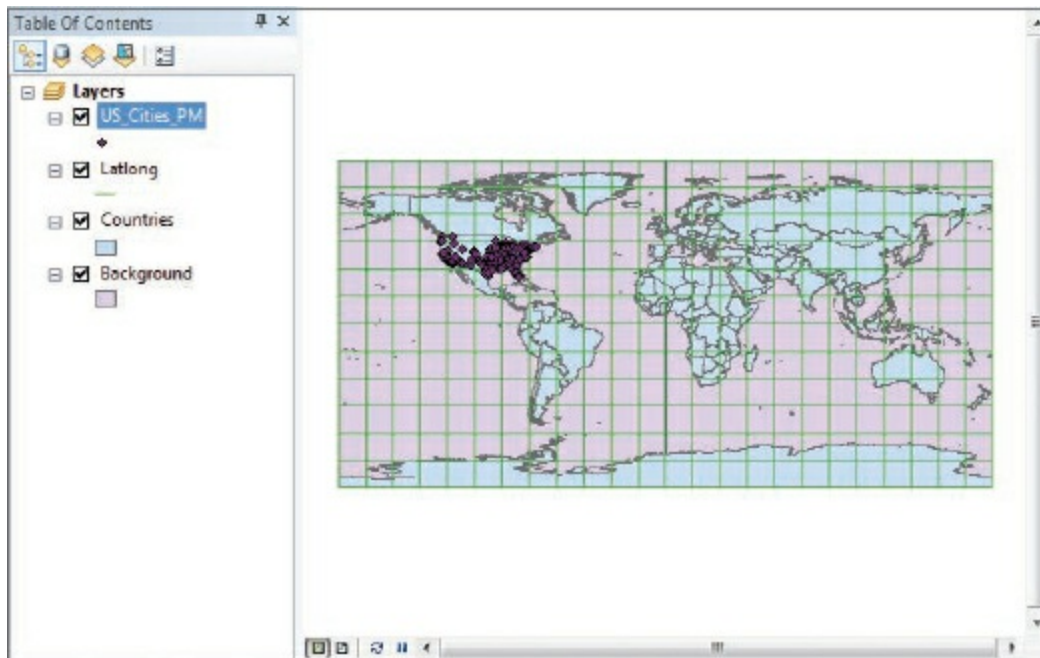 Table Of Contents
Layers
US_Cities_PM
Latlong
Countries
Background